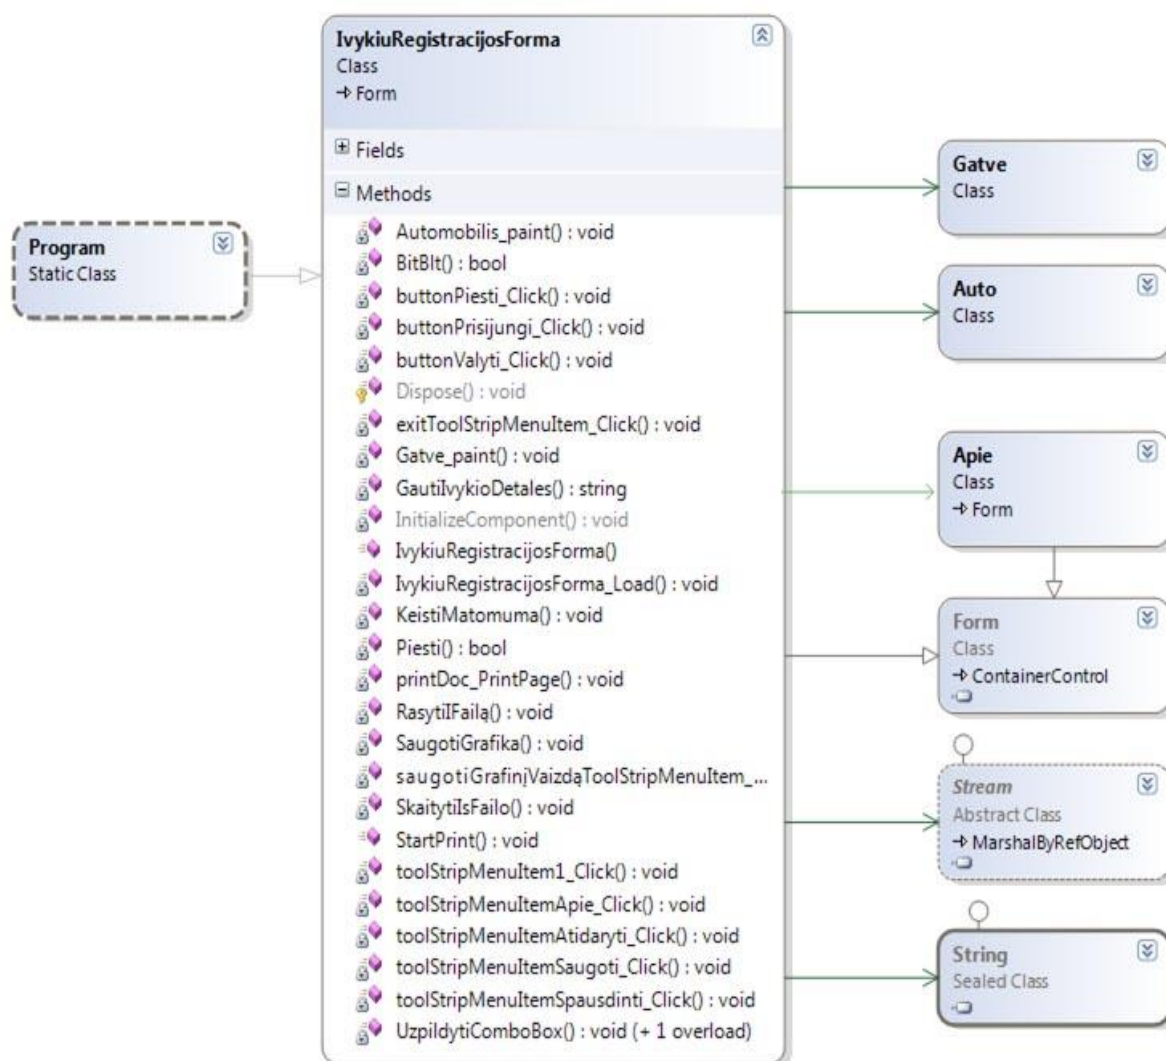 IvykiuRegistracijosForma
Class
Form
Fields
Methods
Automobilis_paint() : void
BitBlt() : bool
buttonPiesti_Click() : void
buttonPrisijungi_Click() : void
buttonValyti_Click() : void
Dispose() : void
exitToolStripMenuItem_Click() : void
Gatve_paint() : void
GautiIvykioDetales() : string
InitializeComponent() : void
IvykiuRegistracijosForma()
IvykiuRegistracijosForma_Load() : void
KeistiMatomuma() : void
Piesti() : bool
printDoc_PrintPage() : void
RasytiIFailą() : void
SaugotiGrafika() : void
saugotiGrafinįVaizdąToolStripMenuItem_...
SkaitytiIsFailo() : void
StartPrint() : void
toolStripMenuItem1_Click() : void
toolStripMenuItemApie_Click() : void
toolStripMenuItemAtidaryti_Click() : void
toolStripMenuItemSaugoti_Click() : void
toolStripMenuItemSpausdinti_Click() : void
UzpildytiComboBox() : void (+ 1 overload)
Program
Static Class
Gatve
Class
Auto
Class
Apie
Class
Form
Form
Class
ContainerControl
Stream
Abstract Class
MarshalByRefObject
String
Sealed Class